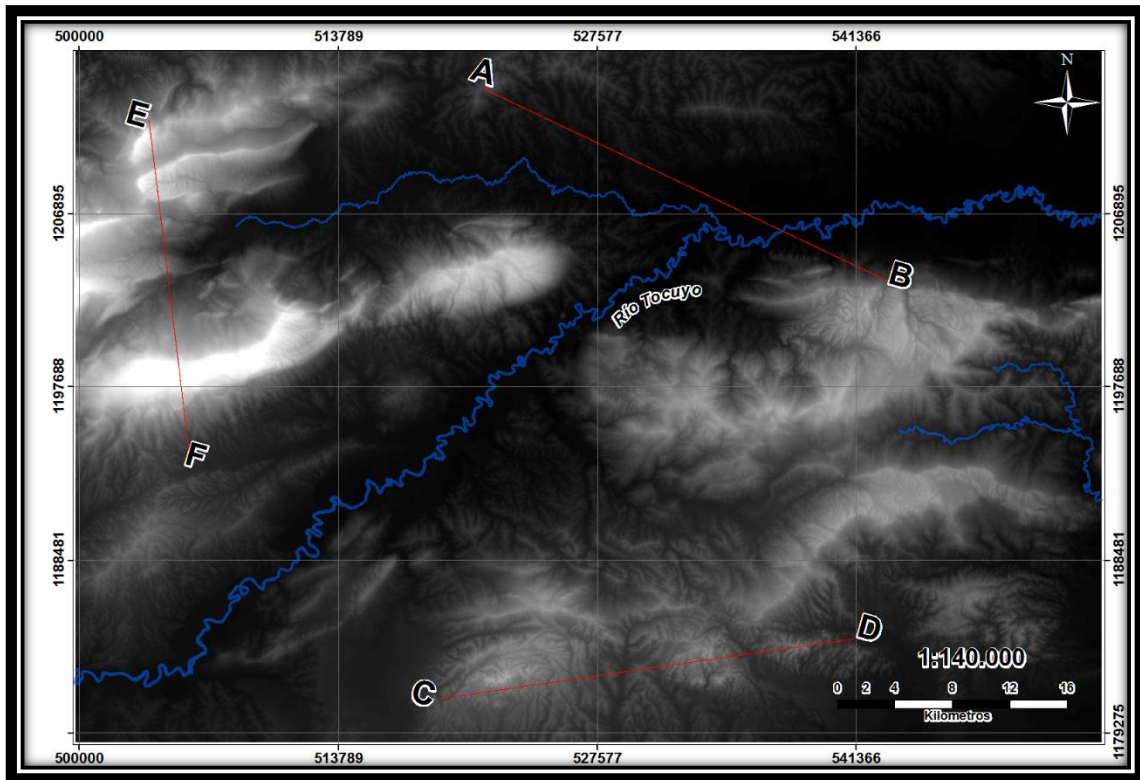 500000 513789 527577 541366
N
A
E
1206895 1206895
B
Río Tocuyo
1197688 1197688
F
1188481 1188481
D
1:140.000
C
0 2 4 8 12 16
Kilometros
1179275
500000 513789 527577 541366